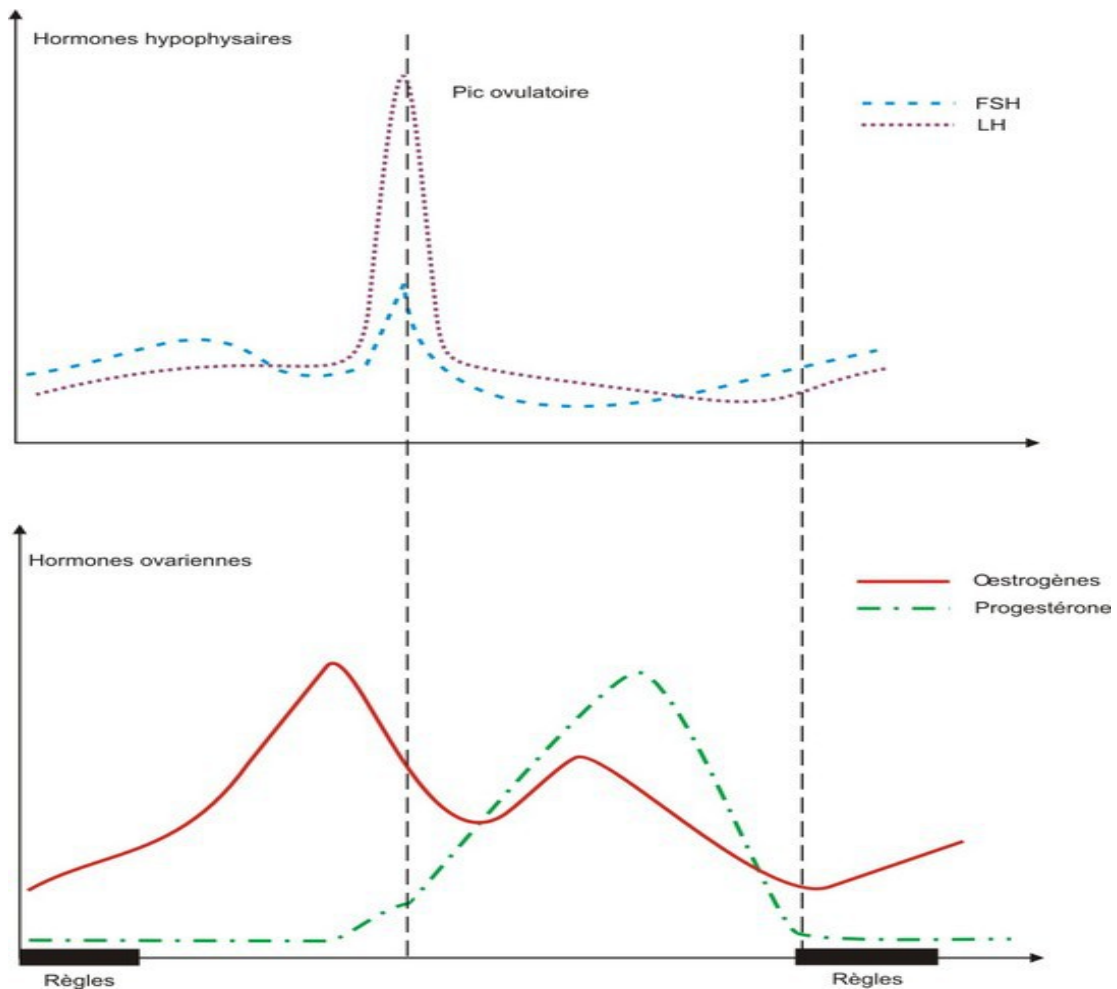 Hormones hypophysaires
Pic ovulatoire
FSH
LH
Hormones ovariennes
Œstrogènes
Progestérone
Règles
Règles